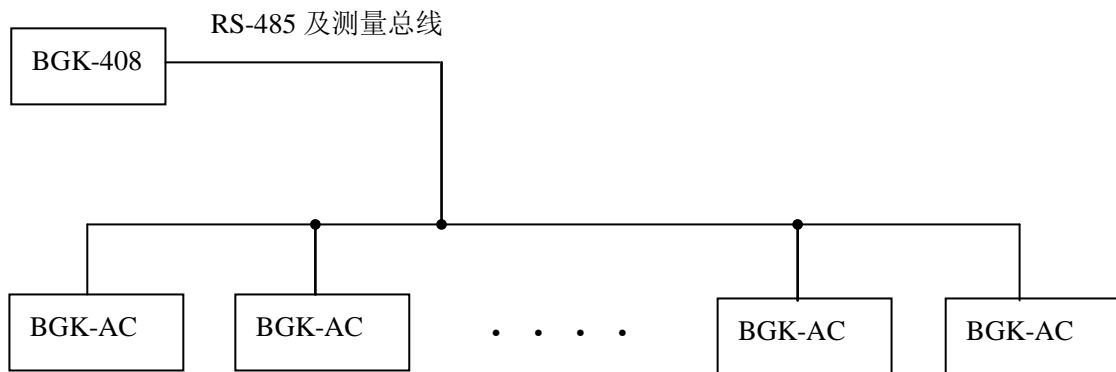 RS-485 及测量总线
BGK-408
BGK-AC
BGK-AC
. . . .
BGK-AC
BGK-AC